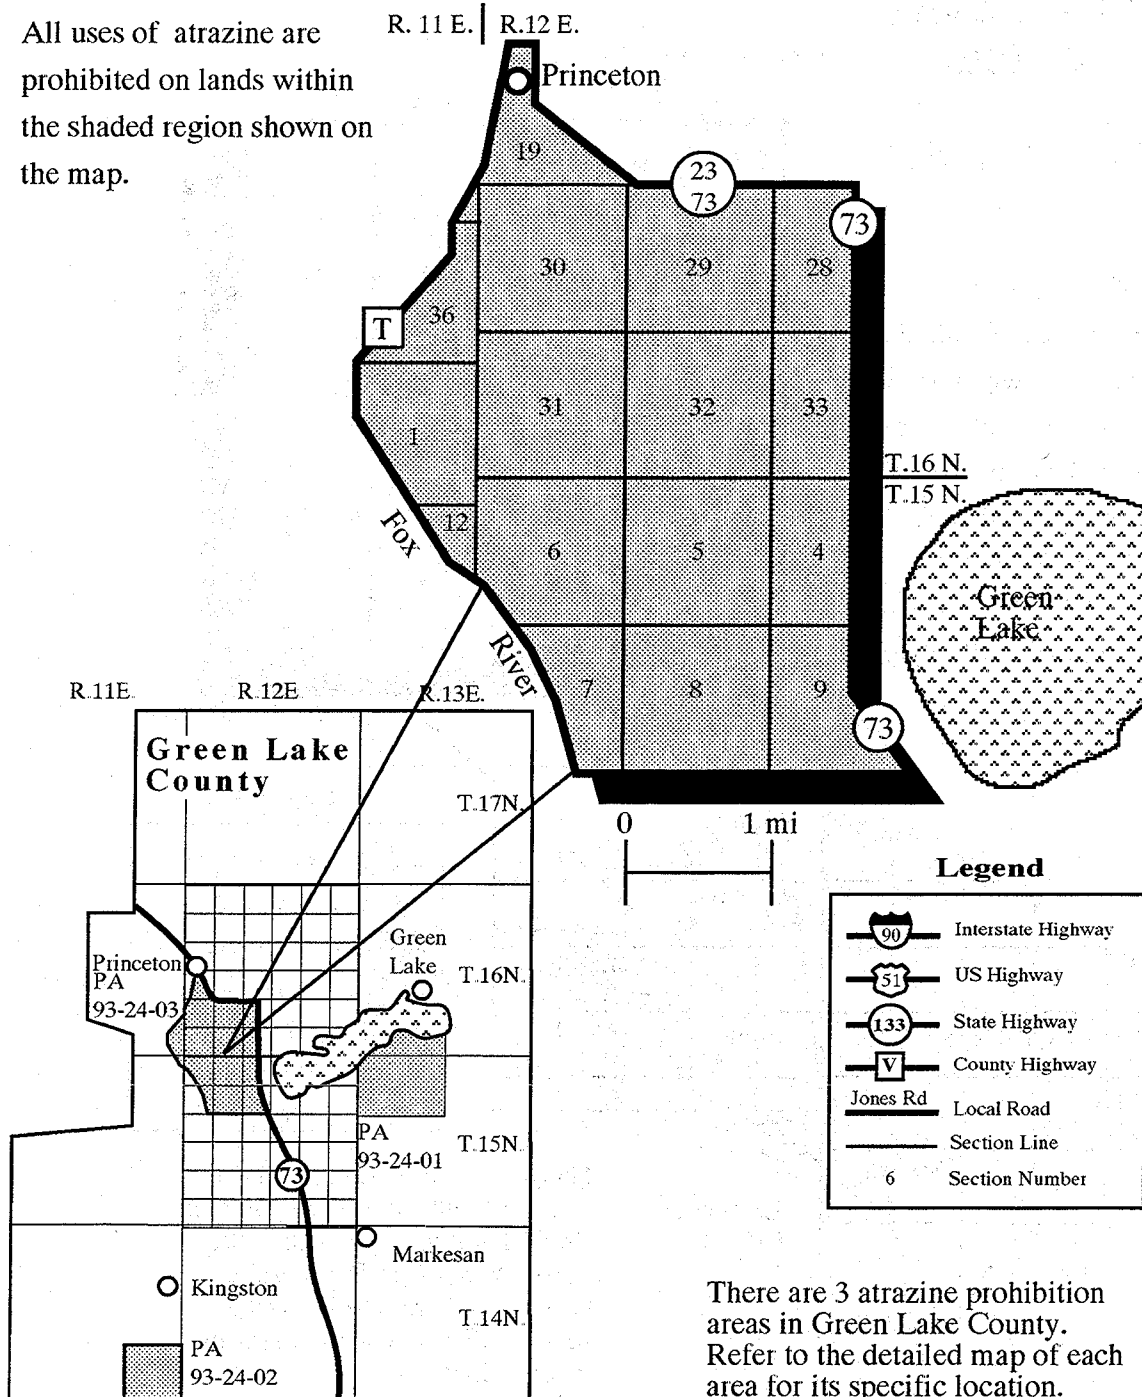 All uses of atrazine are
prohibited on lands within
the shaded region shown on
the map.
R. 11 E. R.12 E.
Princeton
19
23
73
73
30
29
28
36
T
31
32
33
1
T.16 N.
T.15 N.
12
Fox
6
5
4
Green
Lake
River
7
8
9
73
R.11E.
R.12E
R.13E.
Green Lake
County
T.17N.
0
1 mi
Legend
90 Interstate Highway
51 US Highway
133 State Highway
V County Highway
Jones Rd Local Road
Section Line
6 Section Number
Green
Lake
Princeton
PA
93-24-03
T.16N.
PA
93-24-01
T.15N.
73
Markesan
Kingston
T.14N.
PA
93-24-02
There are 3 atrazine prohibition
areas in Green Lake County.
Refer to the detailed map of each
area for its specific location.